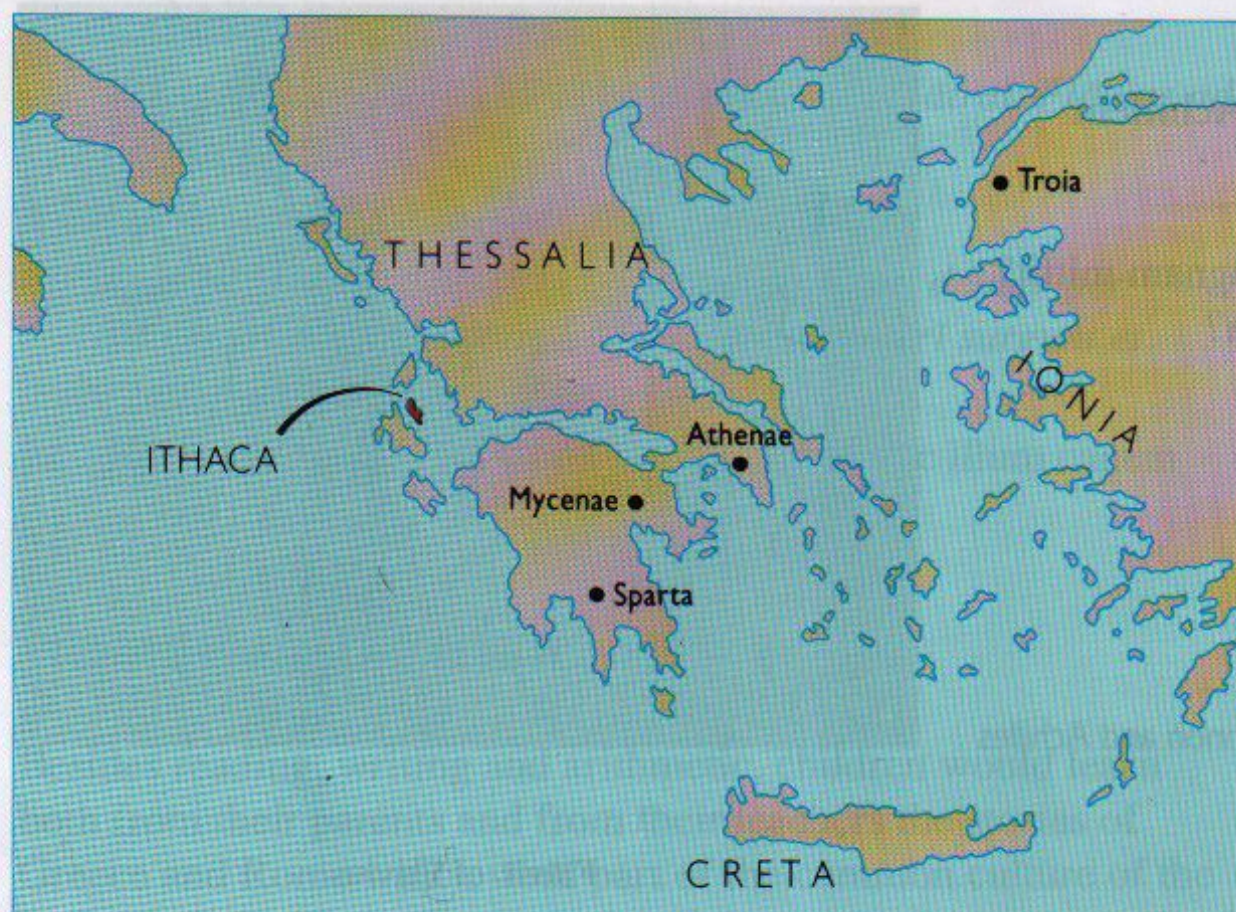 Troia
THESSALIA
IONIA
ITHACA
Athenae
Mycenae
Sparta
CRETA